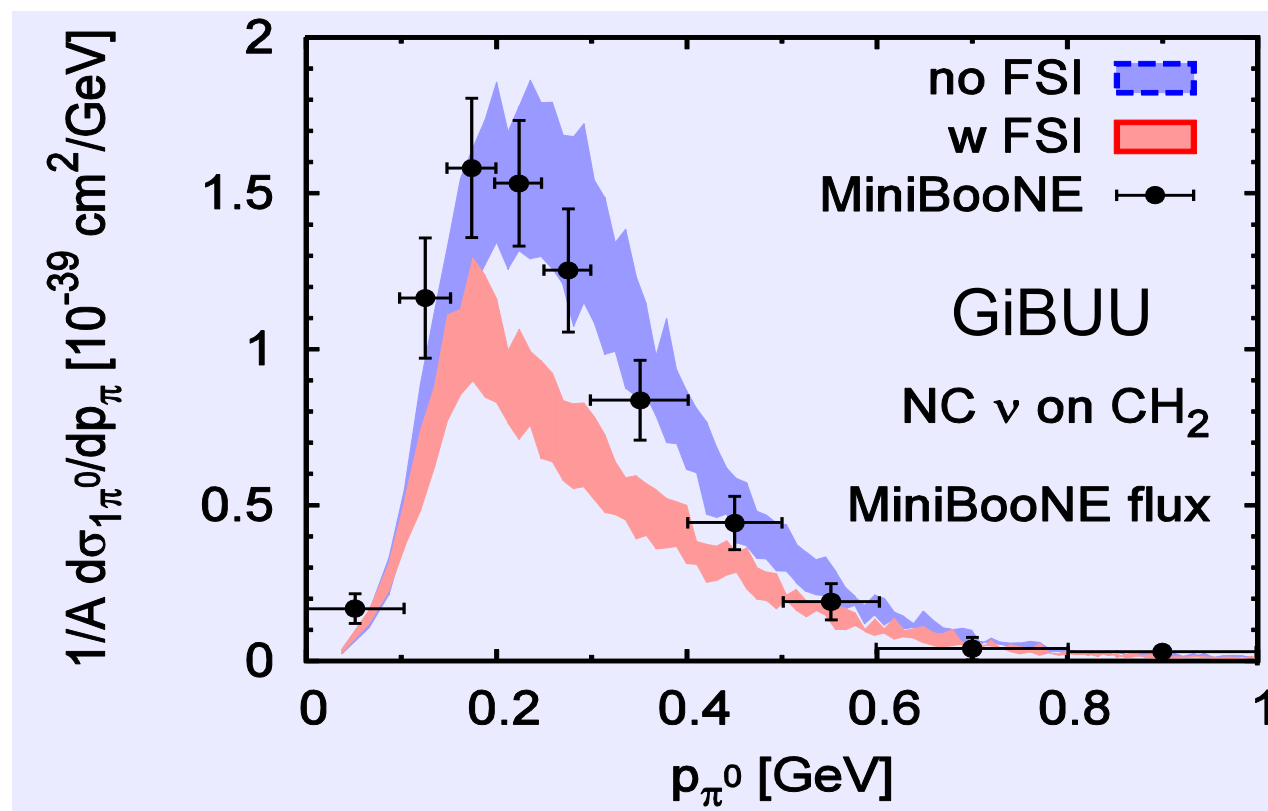 1/A dσ1π0/dpπ [10-39 cm2/GeV]
2
1.5
1
0.5
0
no FSI
w FSI
MiniBooNE
GiBUU
NC ν on CH2
MiniBooNE flux
0 0.2 0.4 0.6 0.8 1
pπ0 [GeV]